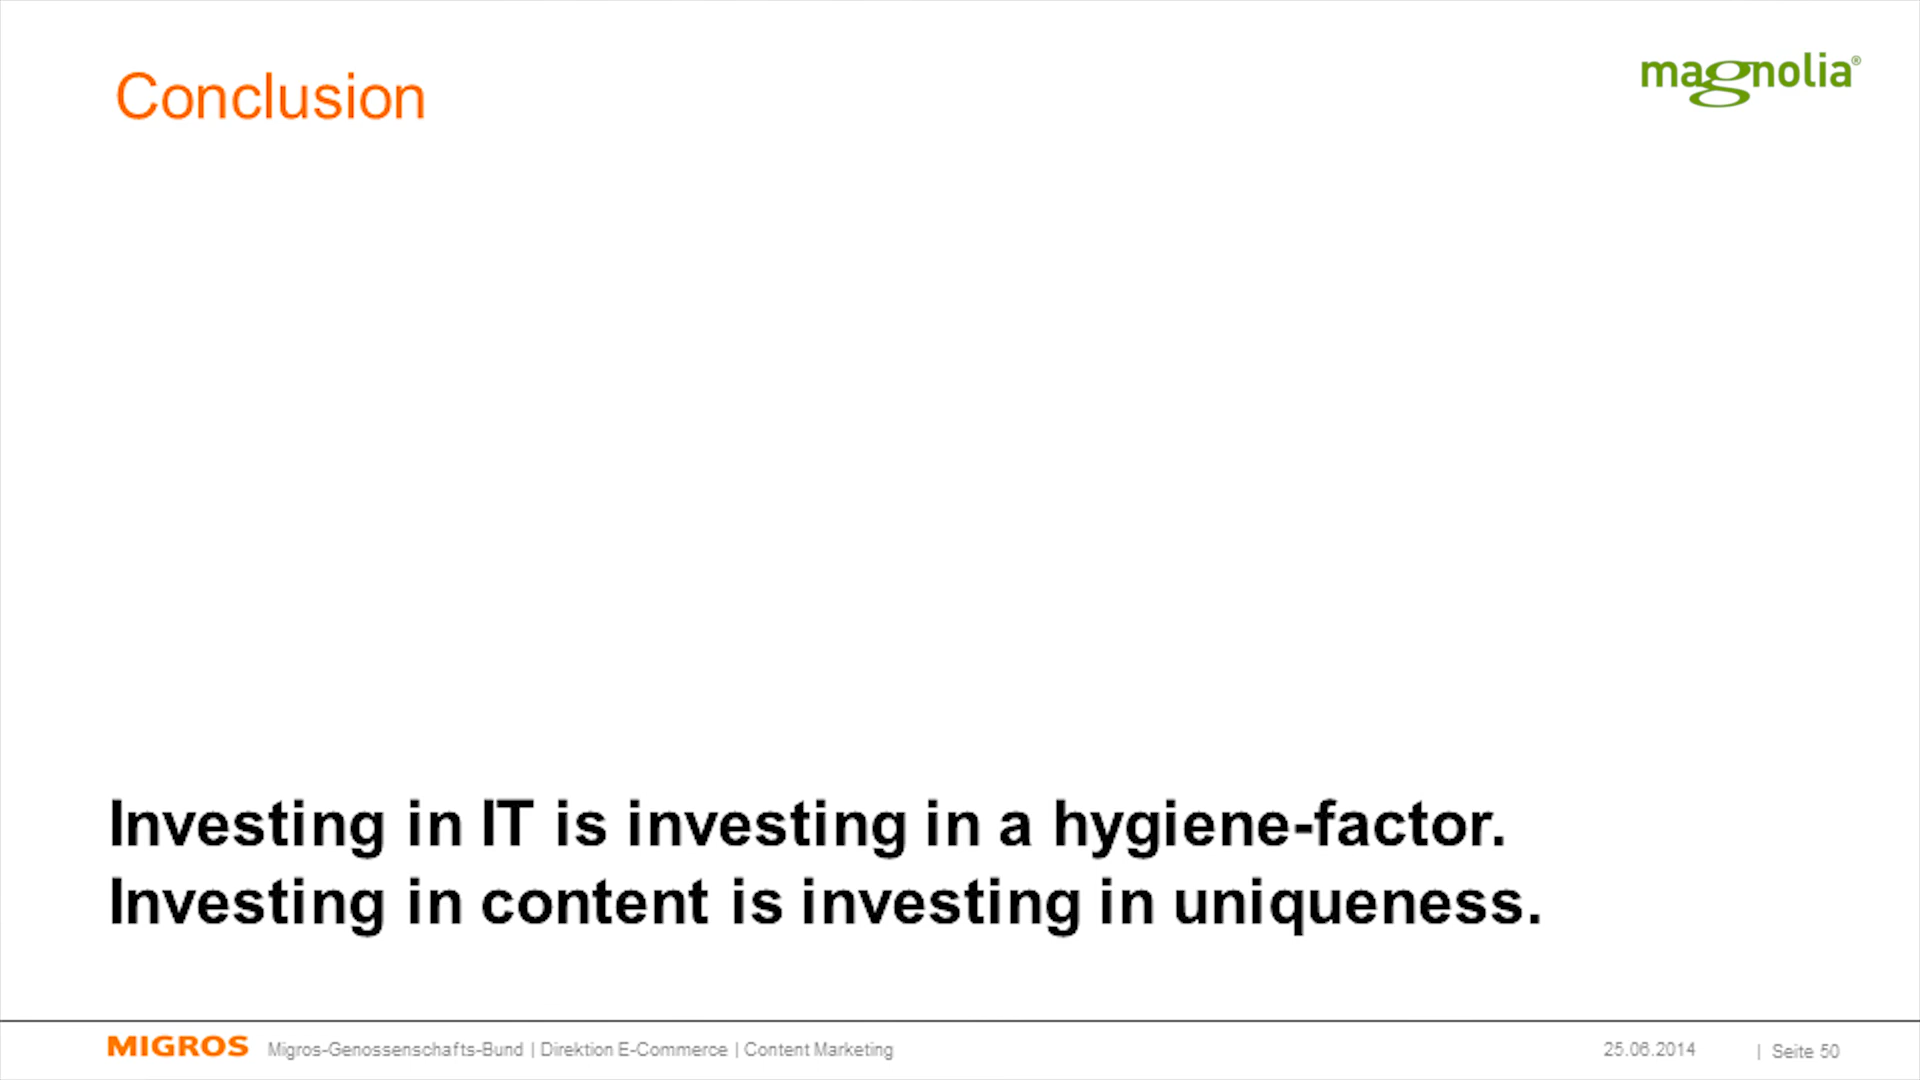 Conclusion
magnolia®
Investing in IT is investing in a hygiene-factor.
Investing in content is investing in uniqueness.
MIGROS Migros-Genossenschafts-Bund | Direktion E-Commerce | Content Marketing 25.06.2014 | Seite 50